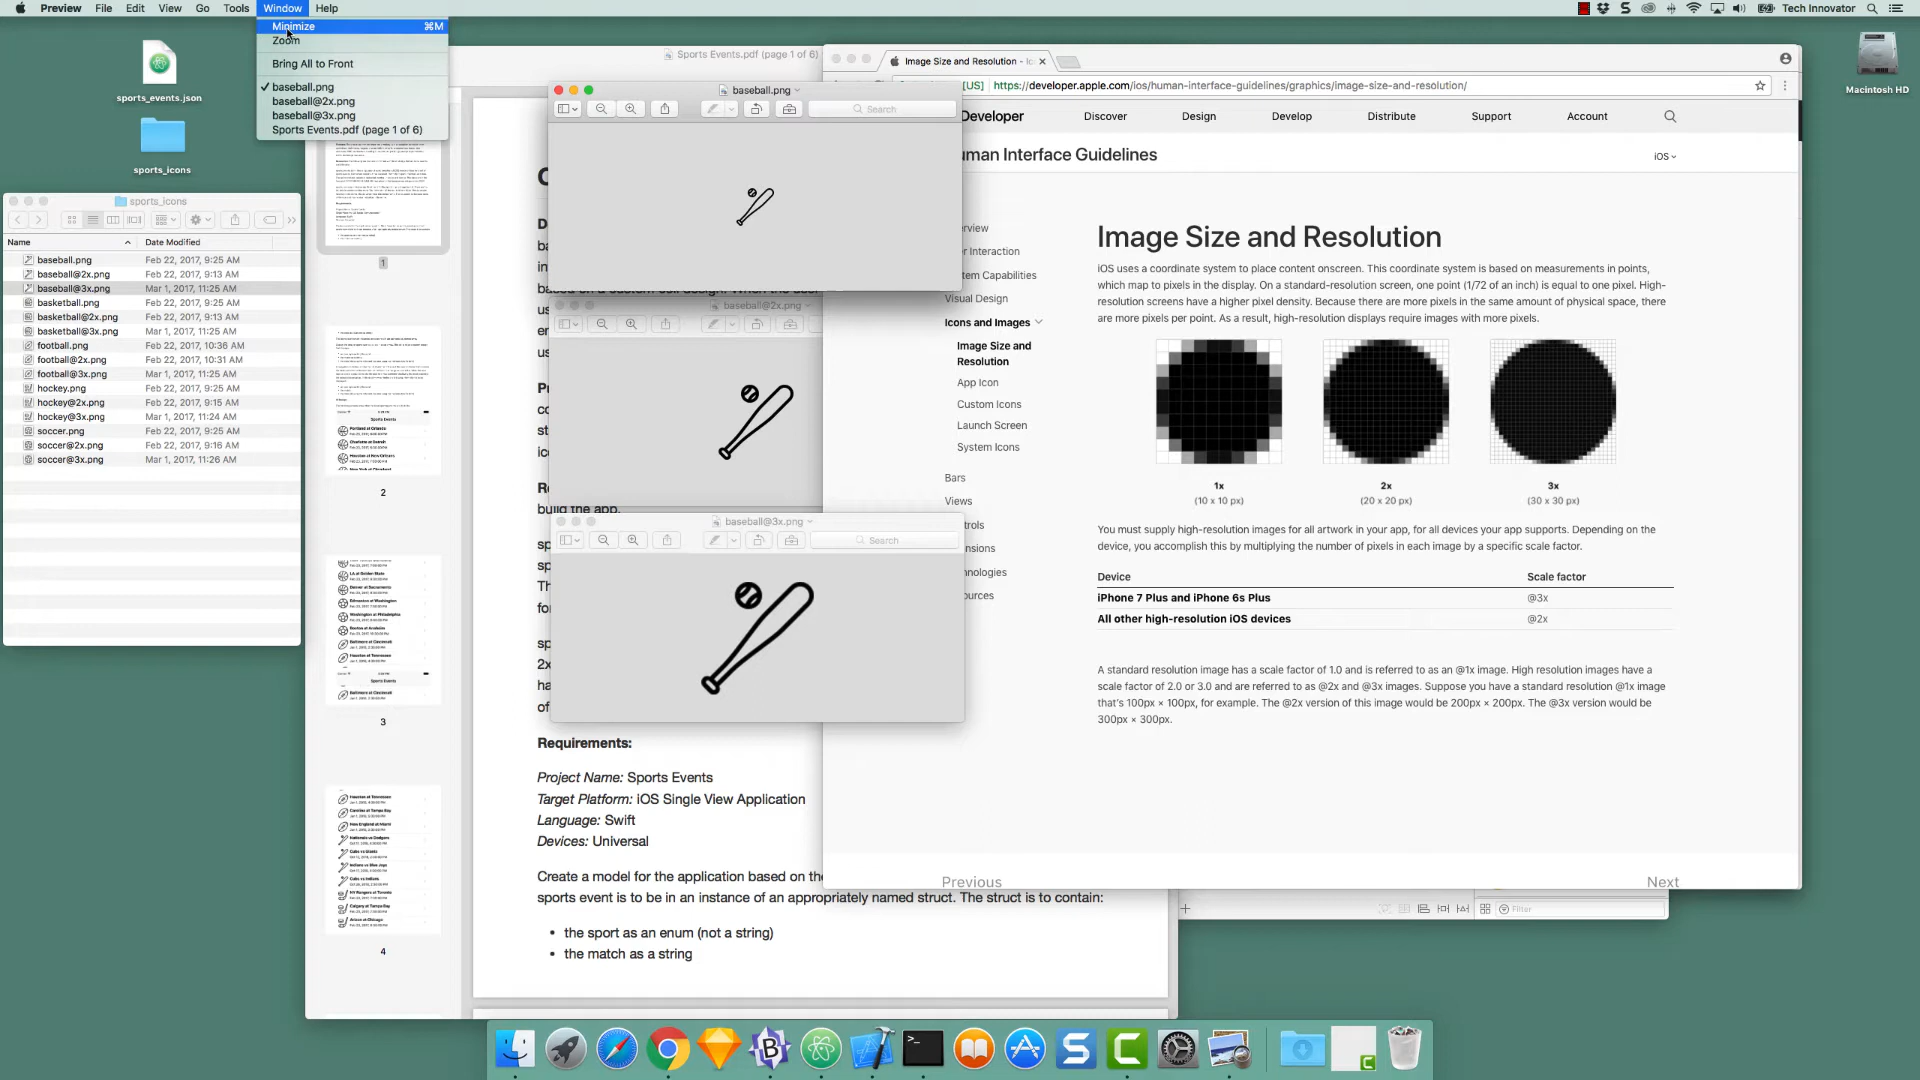 Preview File Edit View Go Tools Window Help Tech Innovator
Minimize ⌘M
Zoom
Bring All to Front
✓ baseball.png
baseball@2x.png
baseball@3x.png
Sports Events.pdf (page 1 of 6)
sports_events.json
sports_icons
Macintosh HD
sports_icons
Name Date Modified
baseball.png Feb 22, 2017, 9:25 AM
baseball@2x.png Feb 22, 2017, 9:13 AM
baseball@3x.png Mar 1, 2017, 11:25 AM
basketball.png Feb 22, 2017, 9:25 AM
basketball@2x.png Feb 22, 2017, 9:13 AM
basketball@3x.png Mar 1, 2017, 11:25 AM
football.png Feb 22, 2017, 10:36 AM
football@2x.png Feb 22, 2017, 10:31 AM
football@3x.png Mar 1, 2017, 11:25 AM
hockey.png Feb 22, 2017, 9:25 AM
hockey@2x.png Feb 22, 2017, 9:15 AM
hockey@3x.png Mar 1, 2017, 11:24 AM
soccer.png Feb 22, 2017, 9:25 AM
soccer@2x.png Feb 22, 2017, 9:16 AM
soccer@3x.png Mar 1, 2017, 11:26 AM
Sports Events.pdf (page 1 of 6)
1
2
3
4
build the app.
Requirements:
Project Name: Sports Events
Target Platform: iOS Single View Application
Language: Swift
Devices: Universal
Create a model for the application based on the
sports event is to be in an instance of an appropriately named struct. The struct is to contain:
• the sport as an enum (not a string)
• the match as a string
baseball.png
Search
baseball@2x.png
baseball@3x.png
Search
Image Size and Resolution -
[US] https://developer.apple.com/ios/human-interface-guidelines/graphics/image-size-and-resolution/
Developer Discover Design Develop Distribute Support Account
uman Interface Guidelines iOS
erview
er Interaction
stem Capabilities
Visual Design
Icons and Images
Image Size and
Resolution
App Icon
Custom Icons
Launch Screen
System Icons
Bars
Views
ntrols
ensions
hnologies
ources
Image Size and Resolution
iOS uses a coordinate system to place content onscreen. This coordinate system is based on measurements in points,
which map to pixels in the display. On a standard-resolution screen, one point (1/72 of an inch) is equal to one pixel. High-
resolution screens have a higher pixel density. Because there are more pixels in the same amount of physical space, there
are more pixels per point. As a result, high-resolution displays require images with more pixels.
1x 2x 3x
(10 x 10 px) (20 x 20 px) (30 x 30 px)
You must supply high-resolution images for all artwork in your app, for all devices your app supports. Depending on the
device, you accomplish this by multiplying the number of pixels in each image by a specific scale factor.
Device Scale factor
iPhone 7 Plus and iPhone 6s Plus @3x
All other high-resolution iOS devices @2x
A standard resolution image has a scale factor of 1.0 and is referred to as an @1x image. High resolution images have a
scale factor of 2.0 or 3.0 and are referred to as @2x and @3x images. Suppose you have a standard resolution @1x image
that's 100px × 100px, for example. The @2x version of this image would be 200px × 200px. The @3x version would be
300px × 300px.
Previous Next
Filter